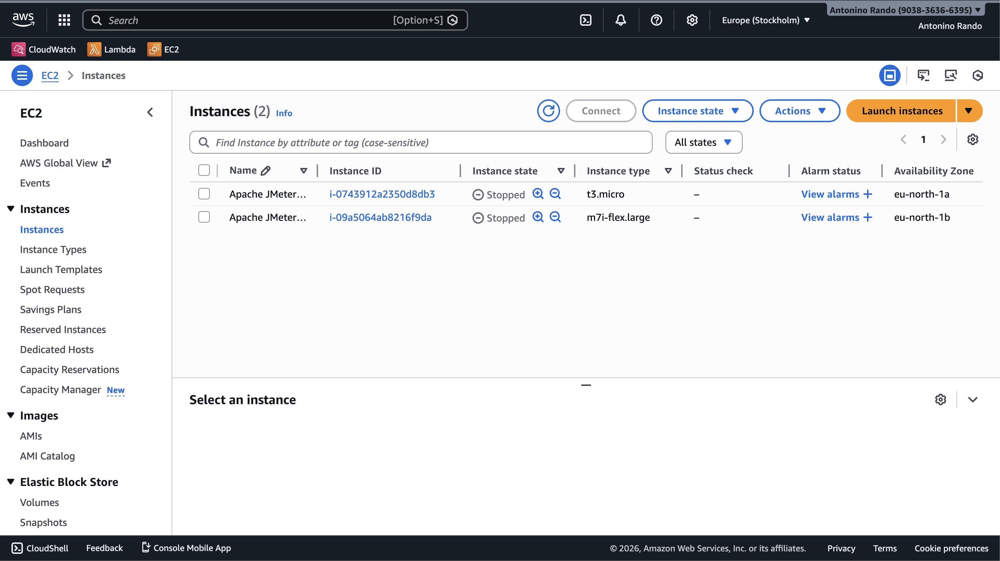 aws
Search [Option+S]
Europe (Stockholm)
Antonino Rando (9038-3636-6395)
Antonino Rando
CloudWatch Lambda EC2
EC2 Instances
EC2
Dashboard
AWS Global View
Events
Instances
Instances
Instance Types
Launch Templates
Spot Requests
Savings Plans
Reserved Instances
Dedicated Hosts
Capacity Reservations
Capacity Manager New
Images
AMIs
AMI Catalog
Elastic Block Store
Volumes
Snapshots
Instances (2) Info
Connect Instance state Actions Launch instances
Find Instance by attribute or tag (case-sensitive) All states 1
Name Instance ID Instance state Instance type Status check Alarm status Availability Zone
Apache JMeter... i-0743912a2350d8db3 Stopped t3.micro – View alarms + eu-north-1a
Apache JMeter... i-09a5064ab8216f9da Stopped m7i-flex.large – View alarms + eu-north-1b
Select an instance
CloudShell Feedback Console Mobile App © 2026, Amazon Web Services, Inc. or its affiliates. Privacy Terms Cookie preferences